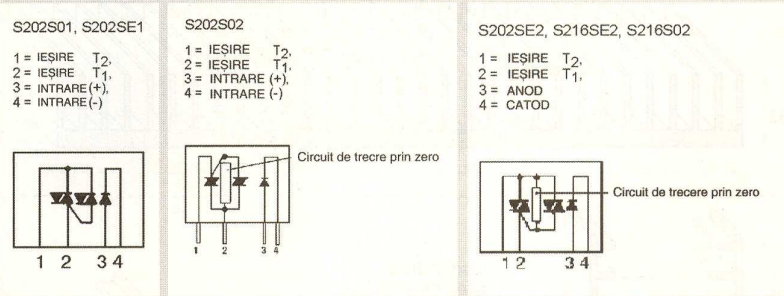 S202S01, S202SE1
1 = IEȘIRE T2,
2 = IEȘIRE T1,
3 = INTRARE (+),
4 = INTRARE (-)
1 2 3 4
S202S02
1 = IEȘIRE T2,
2 = IEȘIRE T1,
3 = INTRARE (+),
4 = INTRARE (-)
Circuit de trecre prin zero
1 2 3 4
S202SE2, S216SE2, S216S02
1 = IEȘIRE T2,
2 = IEȘIRE T1,
3 = ANOD
4 = CATOD
Circuit de trecere prin zero
1 2 3 4